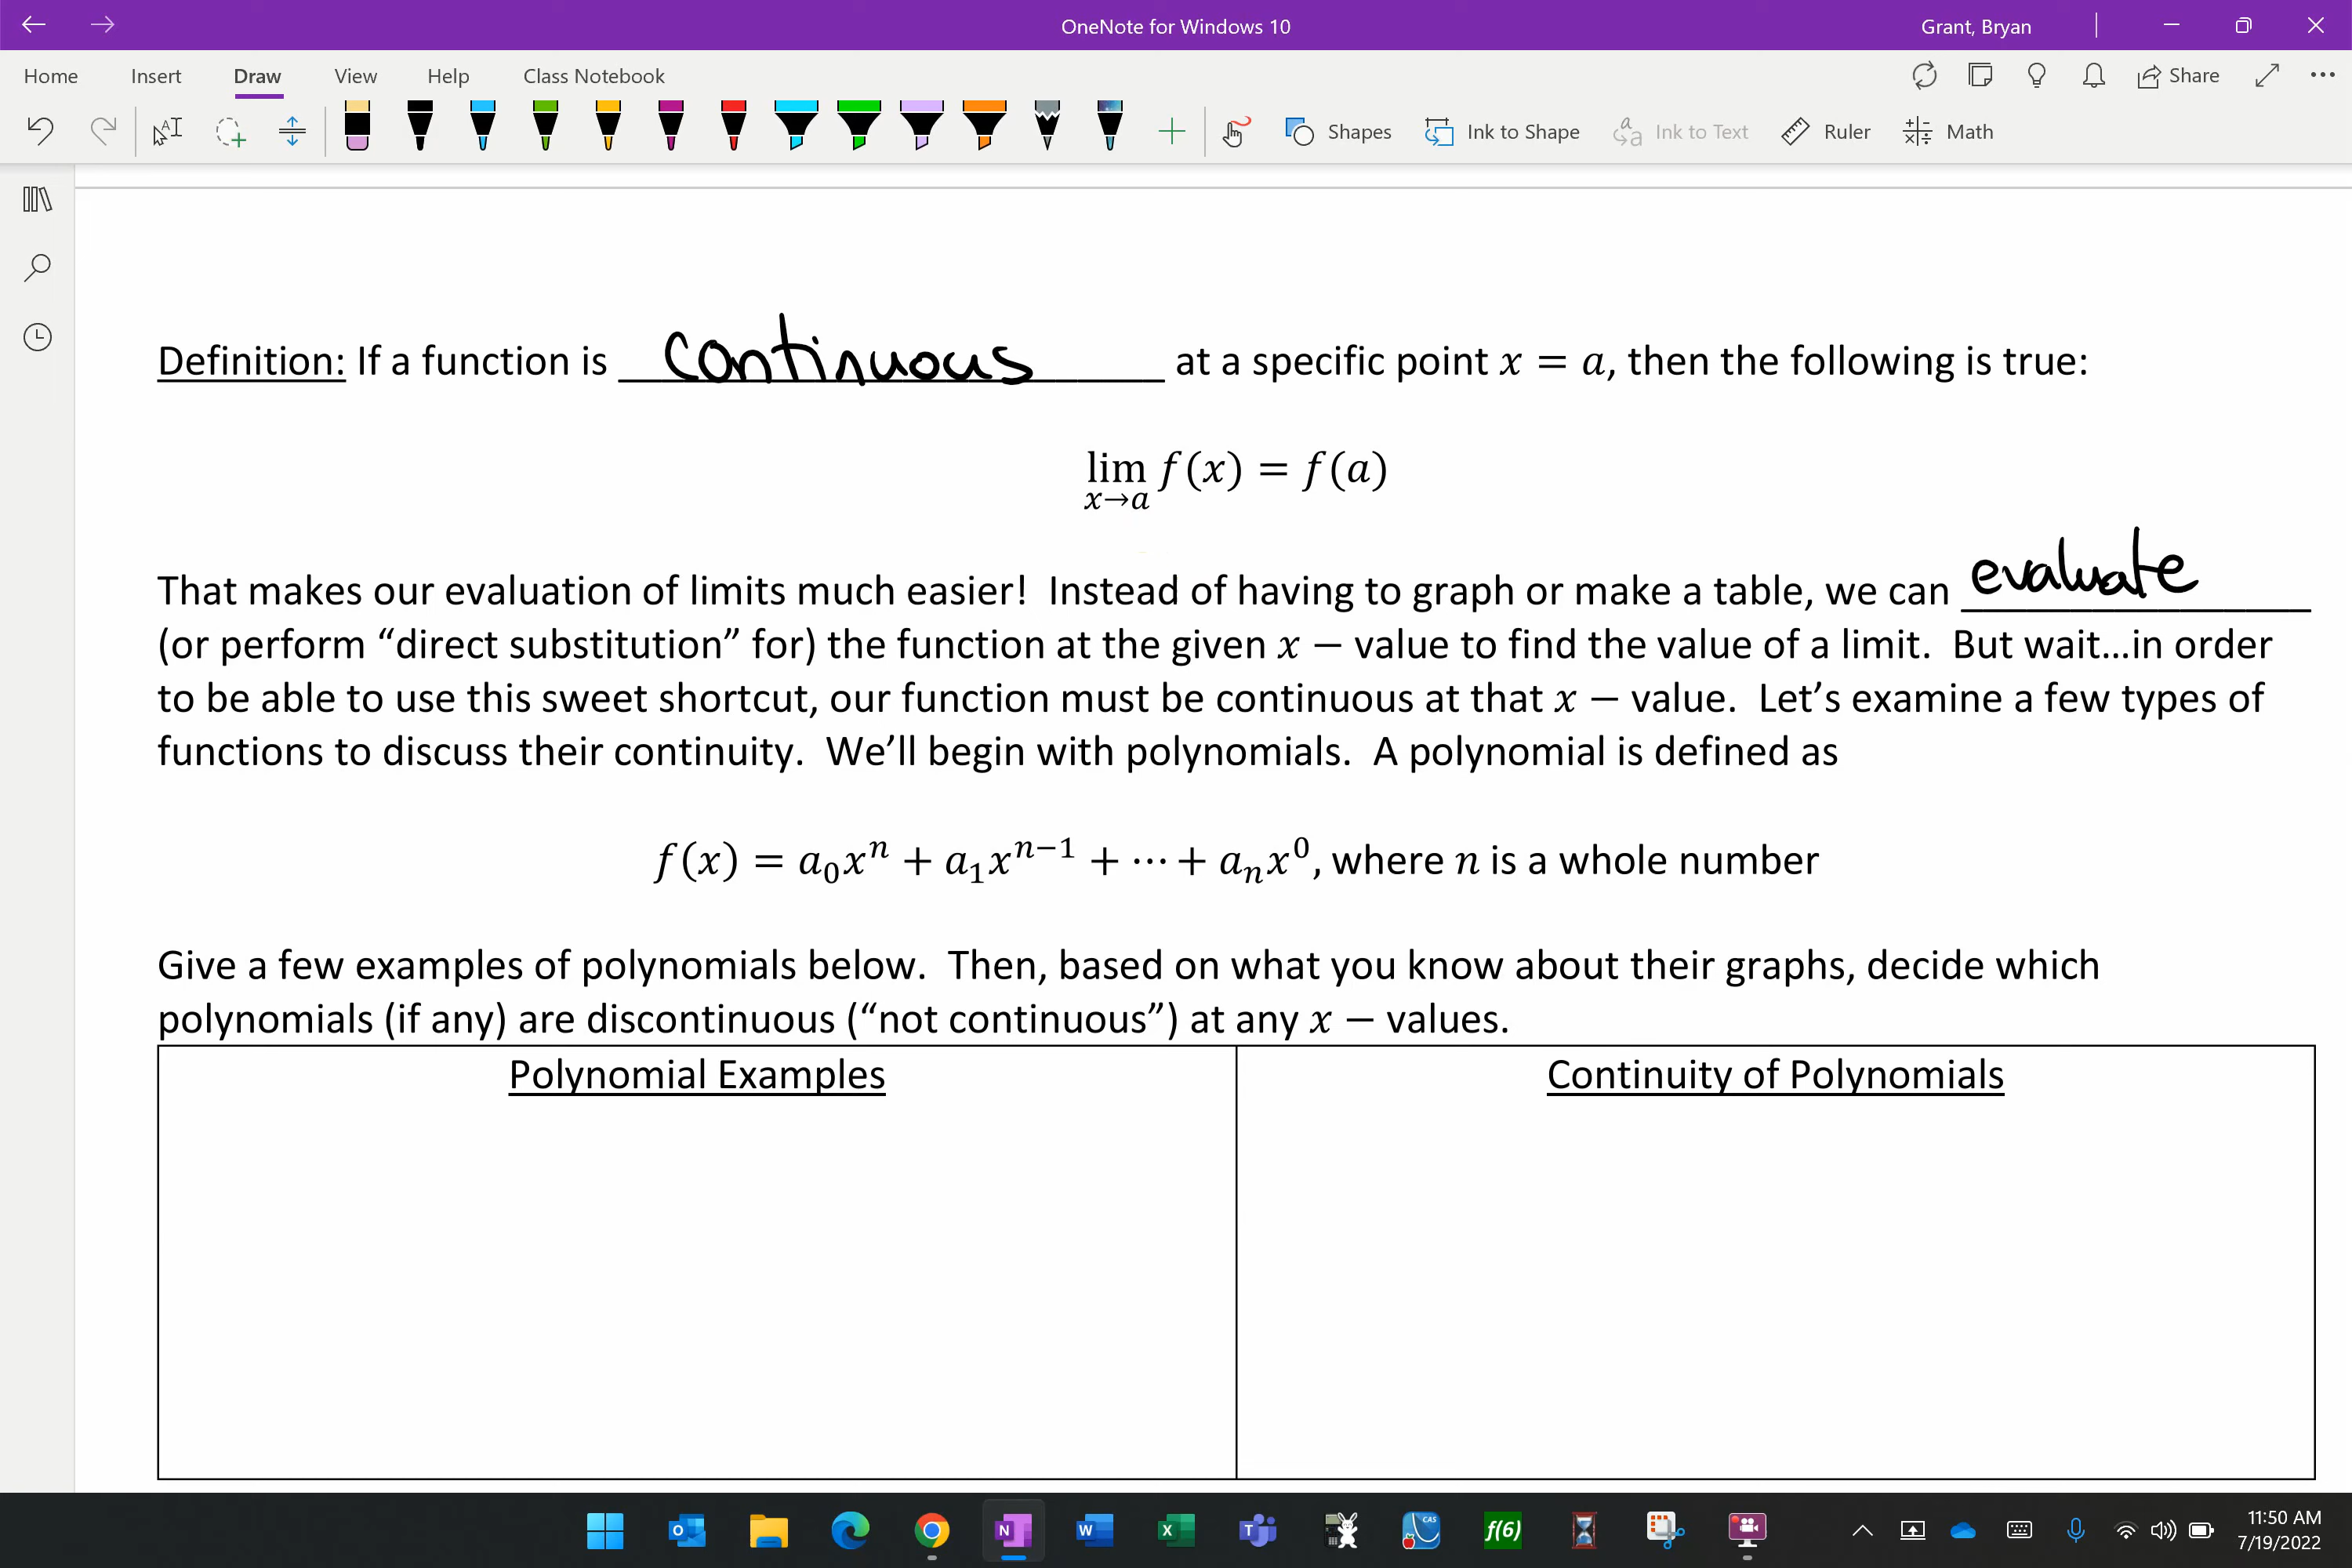 OneNote for Windows 10
Grant, Bryan
Home Insert Draw View Help Class Notebook
Share
Shapes Ink to Shape Ink to Text Ruler Math
Definition: If a function is continuous at a specific point x = a, then the following is true:
lim f(x) = f(a)
x→a
That makes our evaluation of limits much easier! Instead of having to graph or make a table, we can evaluate
(or perform “direct substitution” for) the function at the given x − value to find the value of a limit. But wait…in order
to be able to use this sweet shortcut, our function must be continuous at that x − value. Let’s examine a few types of
functions to discuss their continuity. We’ll begin with polynomials. A polynomial is defined as
f(x) = a₀xⁿ + a₁xⁿ⁻¹ + ⋯ + aₙx⁰, where n is a whole number
Give a few examples of polynomials below. Then, based on what you know about their graphs, decide which
polynomials (if any) are discontinuous (“not continuous”) at any x − values.
Polynomial Examples
Continuity of Polynomials
CAS
f(6)
11:50 AM
7/19/2022